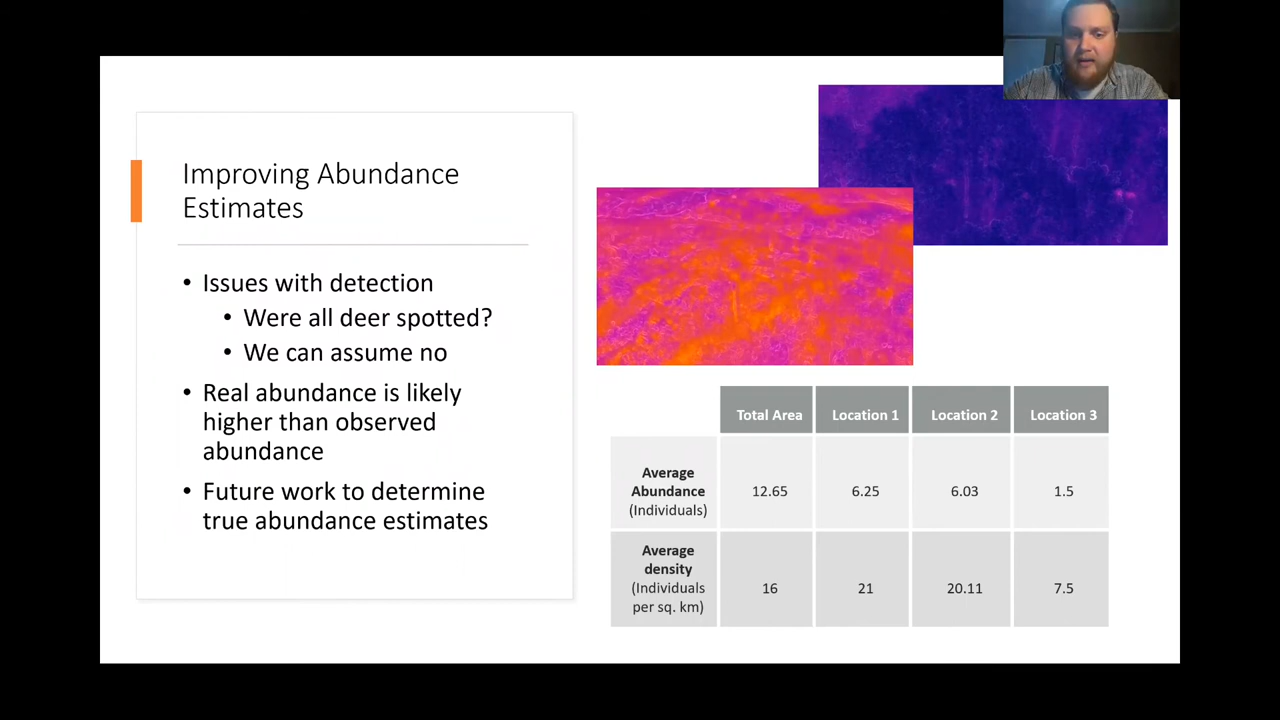 Improving Abundance
Estimates
• Issues with detection
• Were all deer spotted?
• We can assume no
• Real abundance is likely
higher than observed
abundance
• Future work to determine
true abundance estimates
Total Area Location 1 Location 2 Location 3
Average
Abundance
(Individuals)
12.65 6.25 6.03 1.5
Average
density
(Individuals
per sq. km)
16 21 20.11 7.5